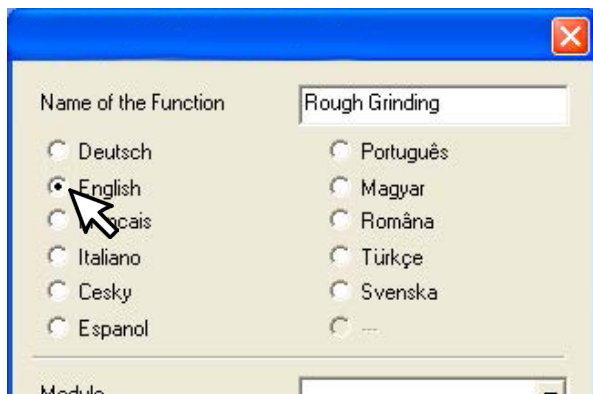 Name of the Function Rough Grinding
Deutsch Português
English Magyar
Româna
Italiano Türkçe
Cesky Svenska
Espanol ---